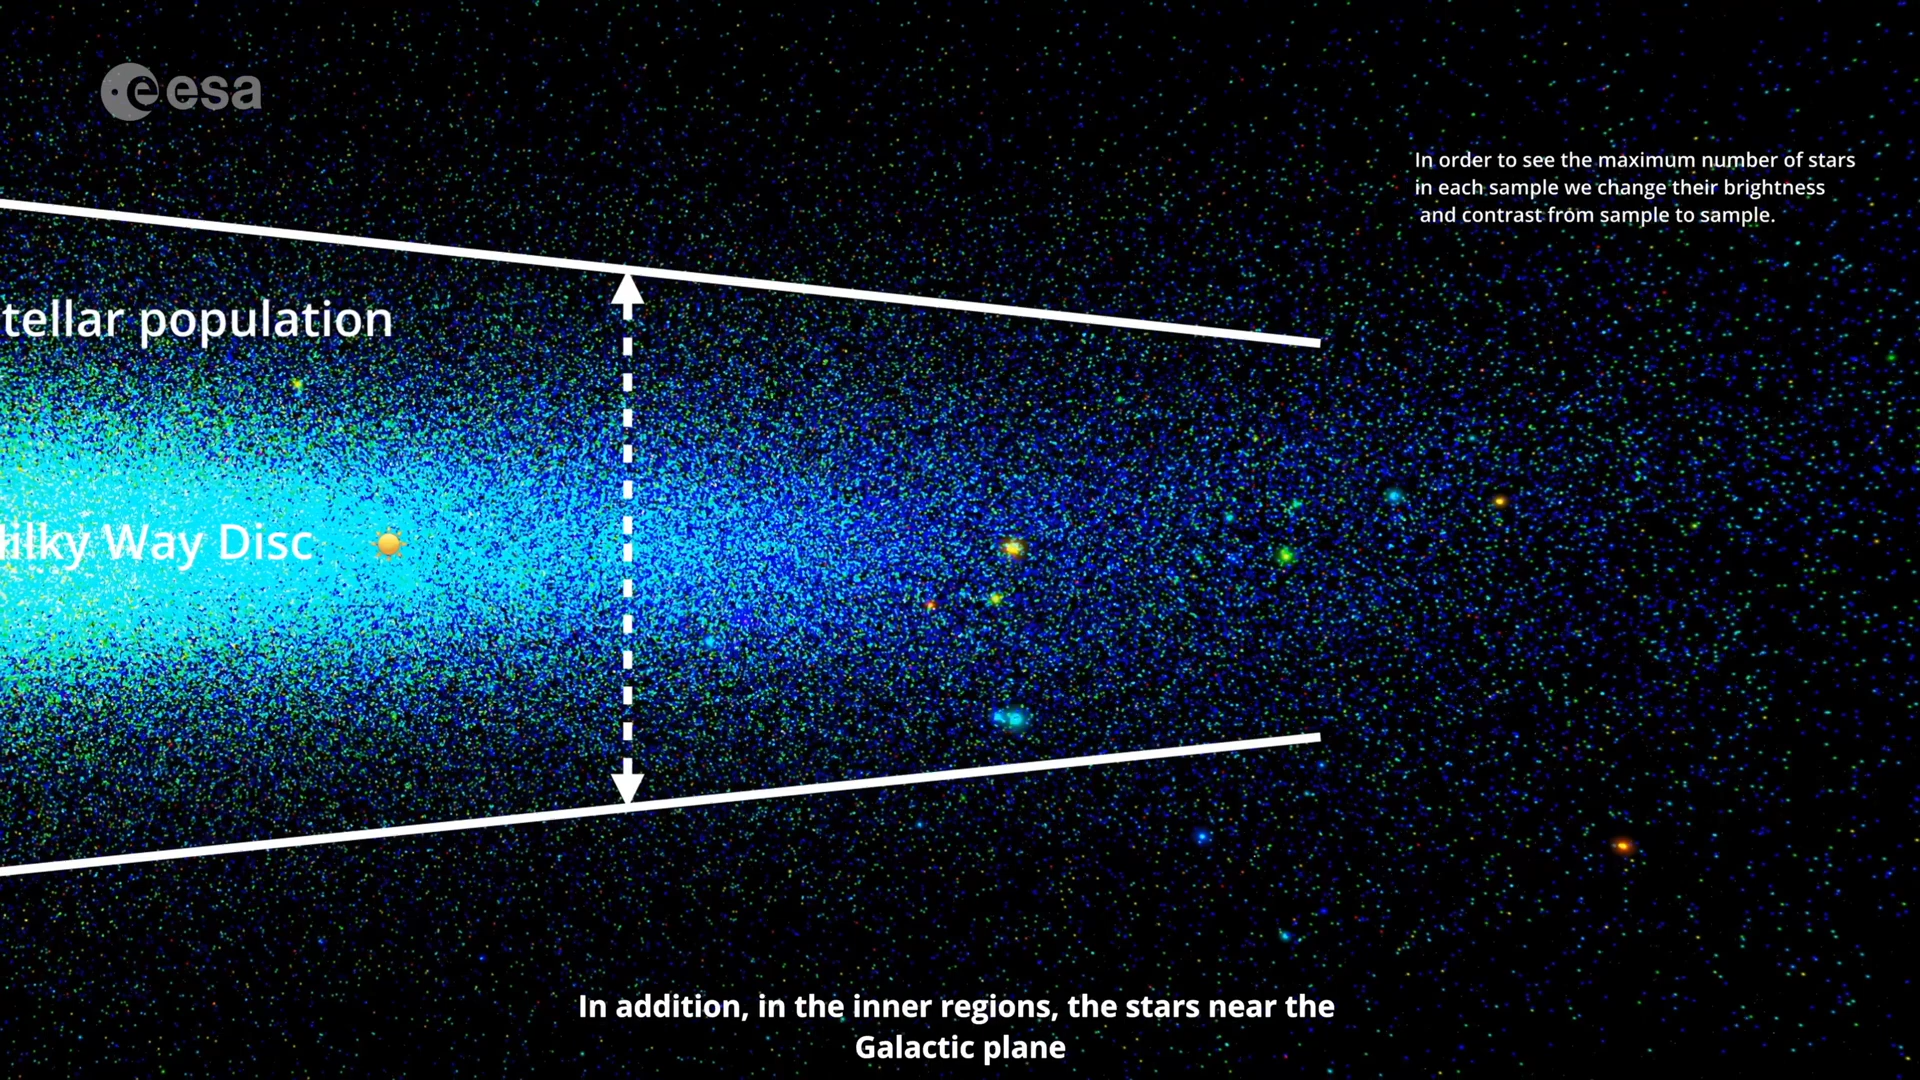 esa
In order to see the maximum number of stars
in each sample we change their brightness
and contrast from sample to sample.
tellar population
ilky Way Disc
In addition, in the inner regions, the stars near the
Galactic plane